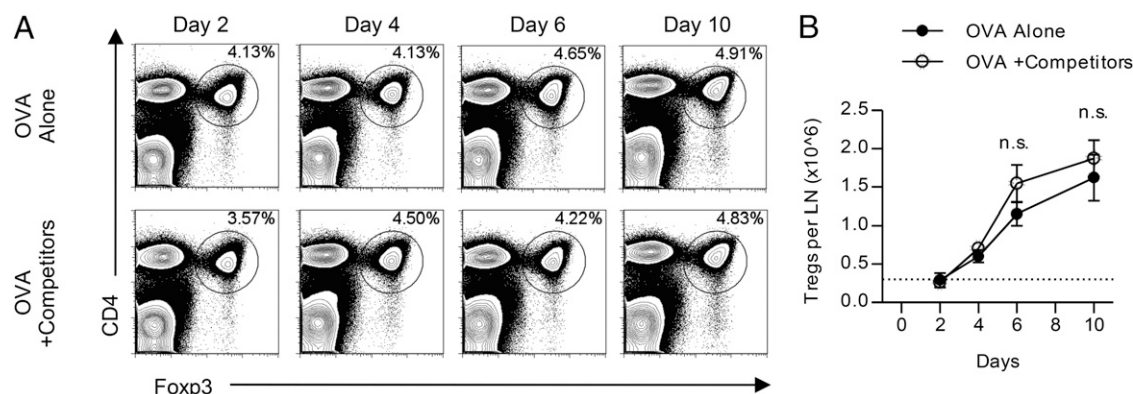 A
Day 2 Day 4 Day 6 Day 10
OVA
Alone
4.13% 4.13% 4.65% 4.91%
OVA
+Competitors
3.57% 4.50% 4.22% 4.83%
CD4
Foxp3
B
OVA Alone
OVA +Competitors
Tregs per LN (x10^6)
2.5
2.0
1.5
1.0
0.5
0.0
n.s.
n.s.
0 2 4 6 8 10
Days